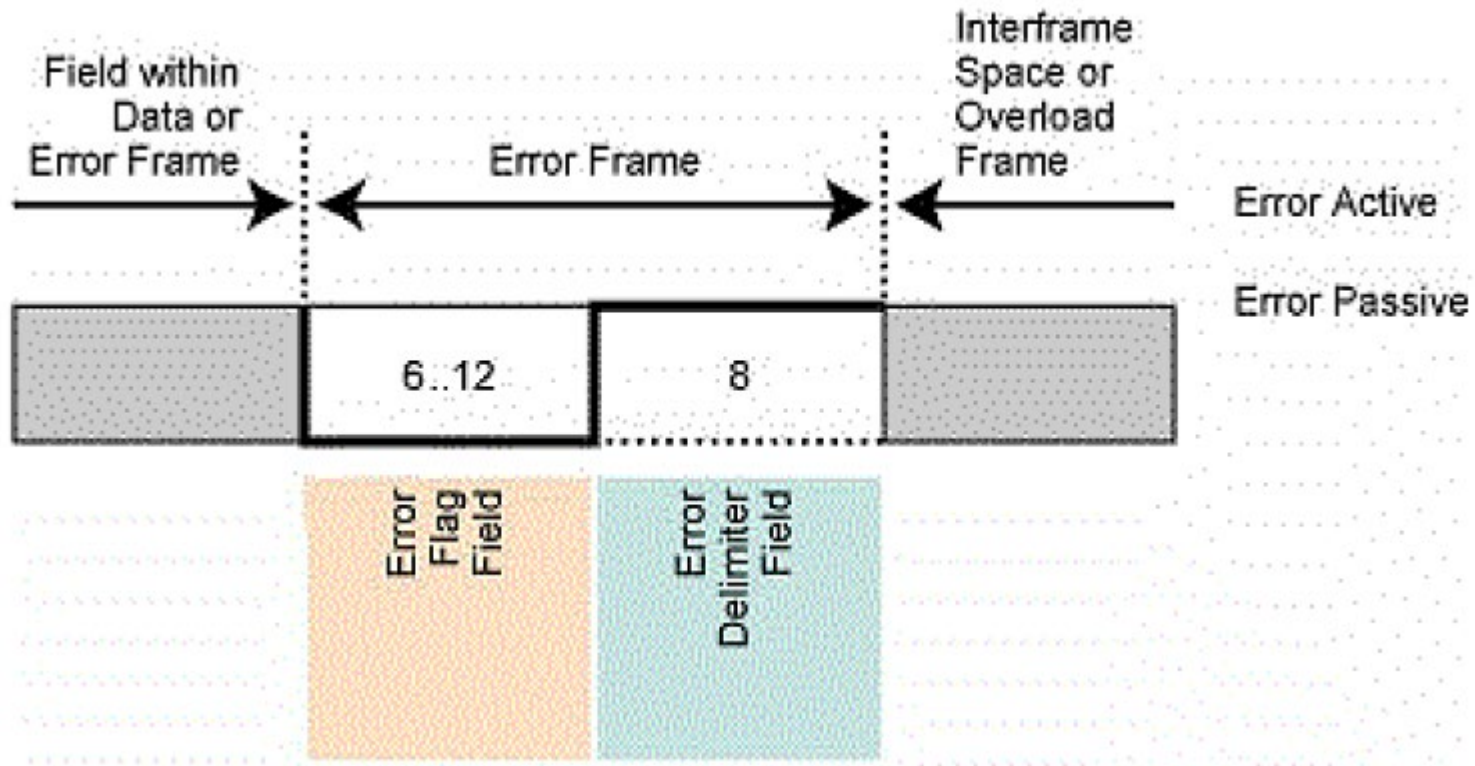 Field within
Data or
Error Frame
Error Frame
Interframe
Space or
Overload
Frame
Error Active
Error Passive
6..12
8
Error
Flag
Field
Error
Delimiter
Field